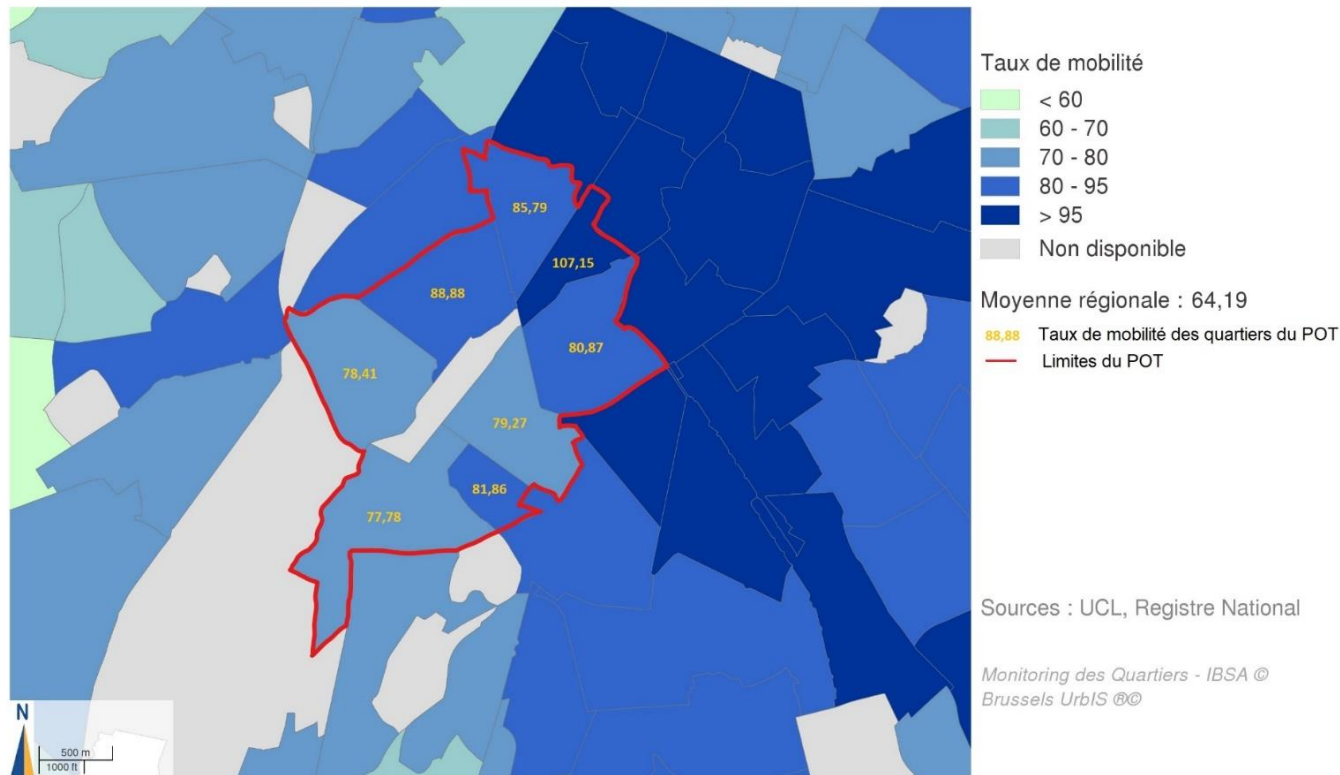 85,79
107,15
88,88
80,87
78,41
79,27
81,86
77,78
N
500 m
1000 ft
Taux de mobilité
< 60
60 - 70
70 - 80
80 - 95
> 95
Non disponible
Moyenne régionale : 64,19
88,88 Taux de mobilité des quartiers du POT
Limites du POT
Sources : UCL, Registre National
Monitoring des Quartiers - IBSA ©
Brussels UrbIS ®©